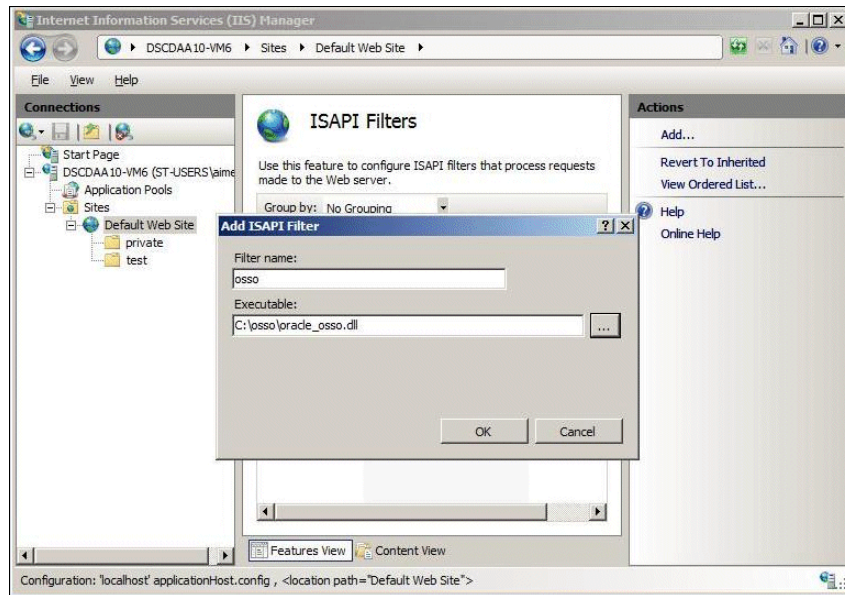 Internet Information Services (IIS) Manager
DSCDAA10-VM6 Sites Default Web Site
File View Help
Connections
Start Page
DSCDAA10-VM6 (ST-USERS\aime
Application Pools
Sites
Default Web Site
private
test
ISAPI Filters
Use this feature to configure ISAPI filters that process requests
made to the Web server.
Group by: No Grouping
Add ISAPI Filter
Filter name:
osso
Executable:
C:\osso\oracle_osso.dll
...
OK Cancel
Features View Content View
Actions
Add...
Revert To Inherited
View Ordered List...
Help
Online Help
Configuration: 'localhost' applicationHost.config , <location path="Default Web Site">